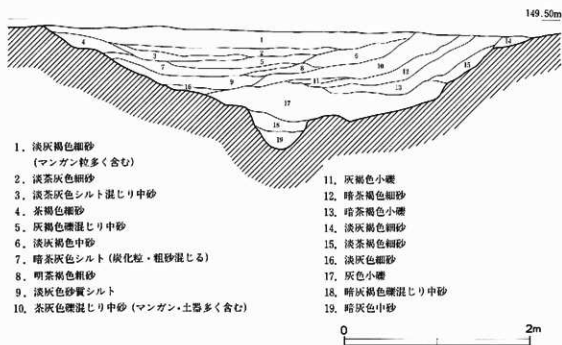 149.50m
1. 淡灰褐色細砂
(マンガン粒多く含む)
2. 淡茶灰色細砂
3. 淡茶灰色シルト混じり中砂
4. 茶褐色細砂
5. 灰褐色礫混じり中砂
6. 淡灰褐色中砂
7. 暗茶灰色シルト (炭化粒・粗砂混じる)
8. 明茶褐色粗砂
9. 淡灰色砂質シルト
10. 茶灰色礫混じり中砂 (マンガン・土器多く含む)
11. 灰褐色小礫
12. 暗茶褐色細砂
13. 暗茶褐色小礫
14. 淡灰褐色細砂
15. 淡茶褐色細砂
16. 淡灰色細砂
17. 灰色小礫
18. 暗灰褐色礫混じり中砂
19. 暗灰色中砂
0 2m